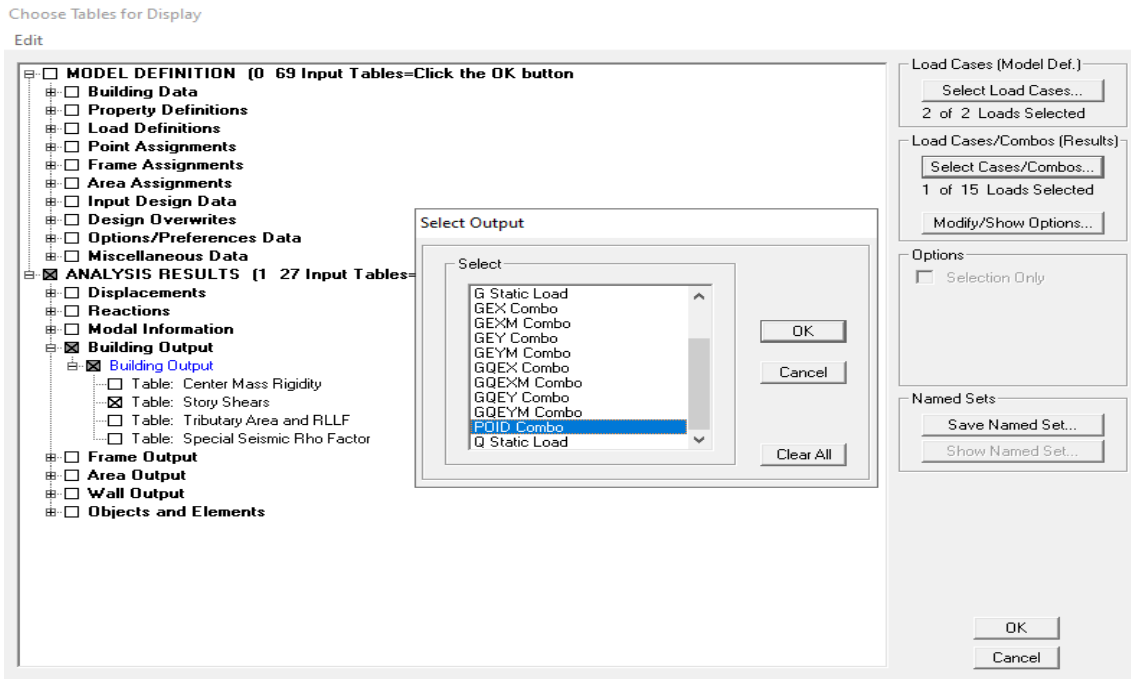 Choose Tables for Display
Edit
MODEL DEFINITION (0 69 Input Tables=Click the OK button
Building Data
Property Definitions
Load Definitions
Point Assignments
Frame Assignments
Area Assignments
Input Design Data
Design Overwrites
Options/Preferences Data
Miscellaneous Data
ANALYSIS RESULTS (1 27 Input Tables=
Displacements
Reactions
Modal Information
Building Output
Building Output
Table: Center Mass Rigidity
Table: Story Shears
Table: Tributary Area and RLLF
Table: Special Seismic Rho Factor
Frame Output
Area Output
Wall Output
Objects and Elements
Select Output
Select
G Static Load
GEX Combo
GEXM Combo
GEY Combo
GEYM Combo
GQEX Combo
GQEXM Combo
GQEY Combo
GQEYM Combo
POID Combo
Q Static Load
OK
Cancel
Clear All
Load Cases (Model Def.)
Select Load Cases...
2 of 2 Loads Selected
Load Cases/Combos (Results)
Select Cases/Combos...
1 of 15 Loads Selected
Modify/Show Options...
Options
Selection Only
Named Sets
Save Named Set...
Show Named Set...
OK
Cancel